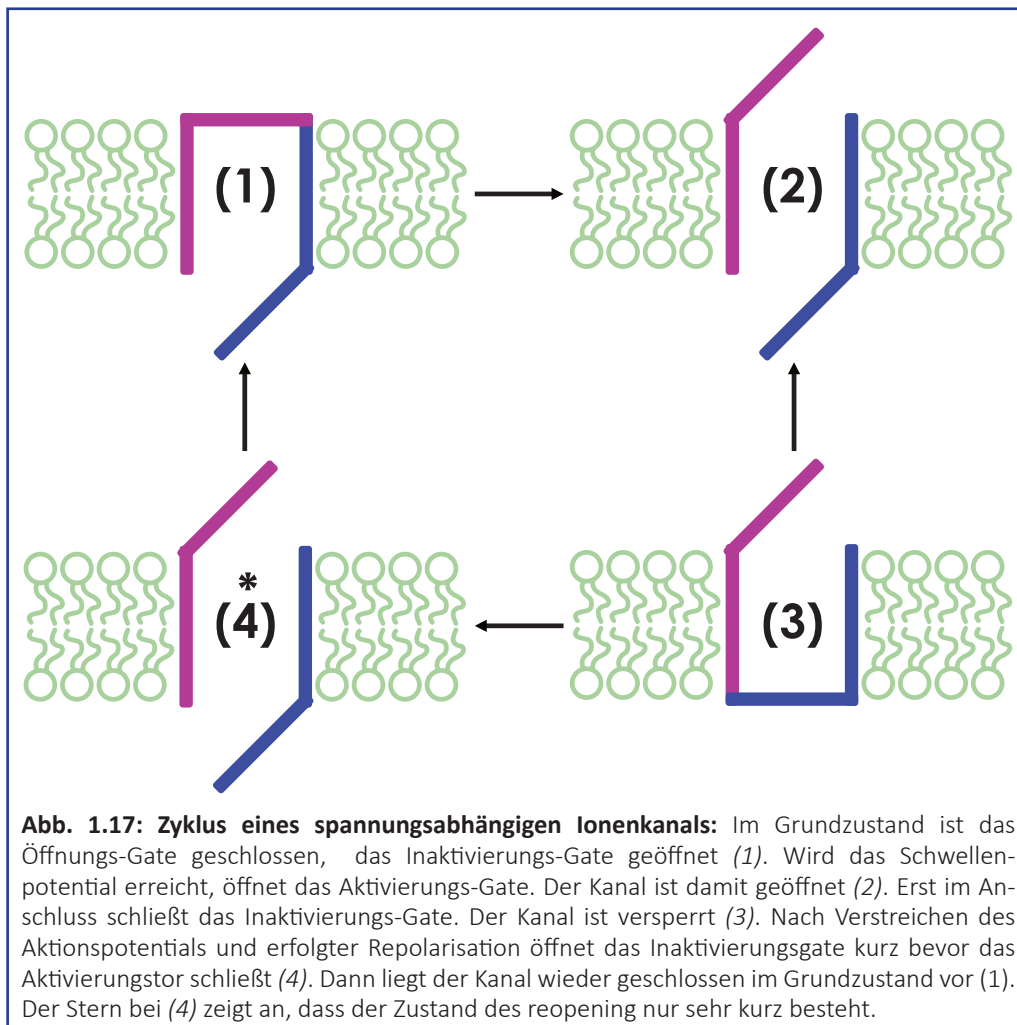 (1)
(2)
*
(4)
(3)
Abb. 1.17: Zyklus eines spannungsabhängigen Ionenkanals: Im Grundzustand ist das
Öffnungs-Gate geschlossen, das Inaktivierungs-Gate geöffnet (1). Wird das Schwellen-
potential erreicht, öffnet das Aktivierungs-Gate. Der Kanal ist damit geöffnet (2). Erst im An-
schluss schließt das Inaktivierungs-Gate. Der Kanal ist versperrt (3). Nach Verstreichen des
Aktionspotentials und erfolgter Repolarisation öffnet das Inaktivierungsgate kurz bevor das
Aktivierungstor schließt (4). Dann liegt der Kanal wieder geschlossen im Grundzustand vor (1).
Der Stern bei (4) zeigt an, dass der Zustand des reopening nur sehr kurz besteht.